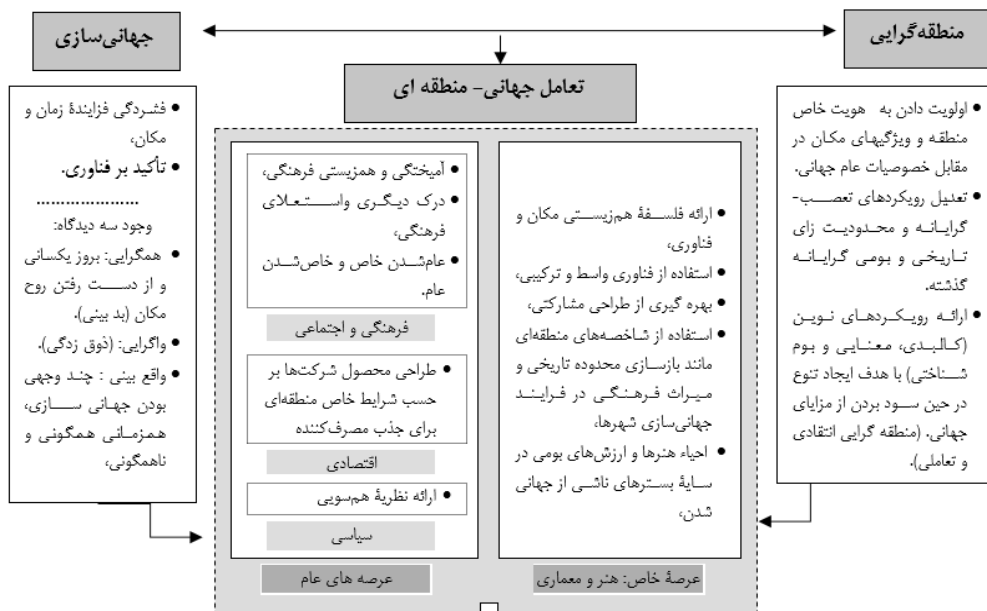 منطقه‌گرایی
جهانی‌سازی
تعامل جهانی- منطقه ای
• اولویت دادن به هویت خاص
منطقه و ویژگیهای مکان در
مقابل خصوصیات عام جهانی.
• تعدیل رویکردهای تعصب-
گرایانه و محدودیت زای
تاریخی و بومی گرایانه
گذشته.
• ارائه رویکردهای نوین
(کالبدی، معنایی و بوم
شناختی) با هدف ایجاد تنوع
در حین سود بردن از مزایای
جهانی. (منطقه گرایی انتقادی
و تعاملی).
• ارائه فلسفۀ هم‌زیستی مکان و
فناوری،
• استفاده از فناوری واسط و ترکیبی،
• بهره گیری از طراحی مشارکتی،
• استفاده از شاخصه‌های منطقه‌ای
مانند بازسازی محدوده تاریخی و
میراث فرهنگی در فرایند
جهانی‌سازی شهرها،
• احیاء هنرها و ارزش‌های بومی در
سایۀ بسترهای ناشی از جهانی
شدن،
عرصۀ خاص: هنر و معماری
• آمیختگی و همزیستی فرهنگی،
• درک دیگری واستعلای
فرهنگی،
• عام‌شدن خاص و خاص‌شدن
عام.
فرهنگی و اجتماعی
• طراحی محصول شرکت‌ها بر
حسب شرایط خاص منطقه‌ای
برای جذب مصرف‌کننده
اقتصادی
• ارائه نظریۀ هم‌سویی
سیاسی
عرصه های عام
• فشردگی فزایندۀ زمان و
مکان،
• تأکید بر فناوری.
.....................
وجود سه دیدگاه:
• همگرایی: بروز یکسانی
و از دست رفتن روح
مکان (بد بینی).
• واگرایی: (ذوق زدگی).
• واقع بینی : چند وجهی
بودن جهانی سازی،
همزمانی همگونی و
ناهمگونی،